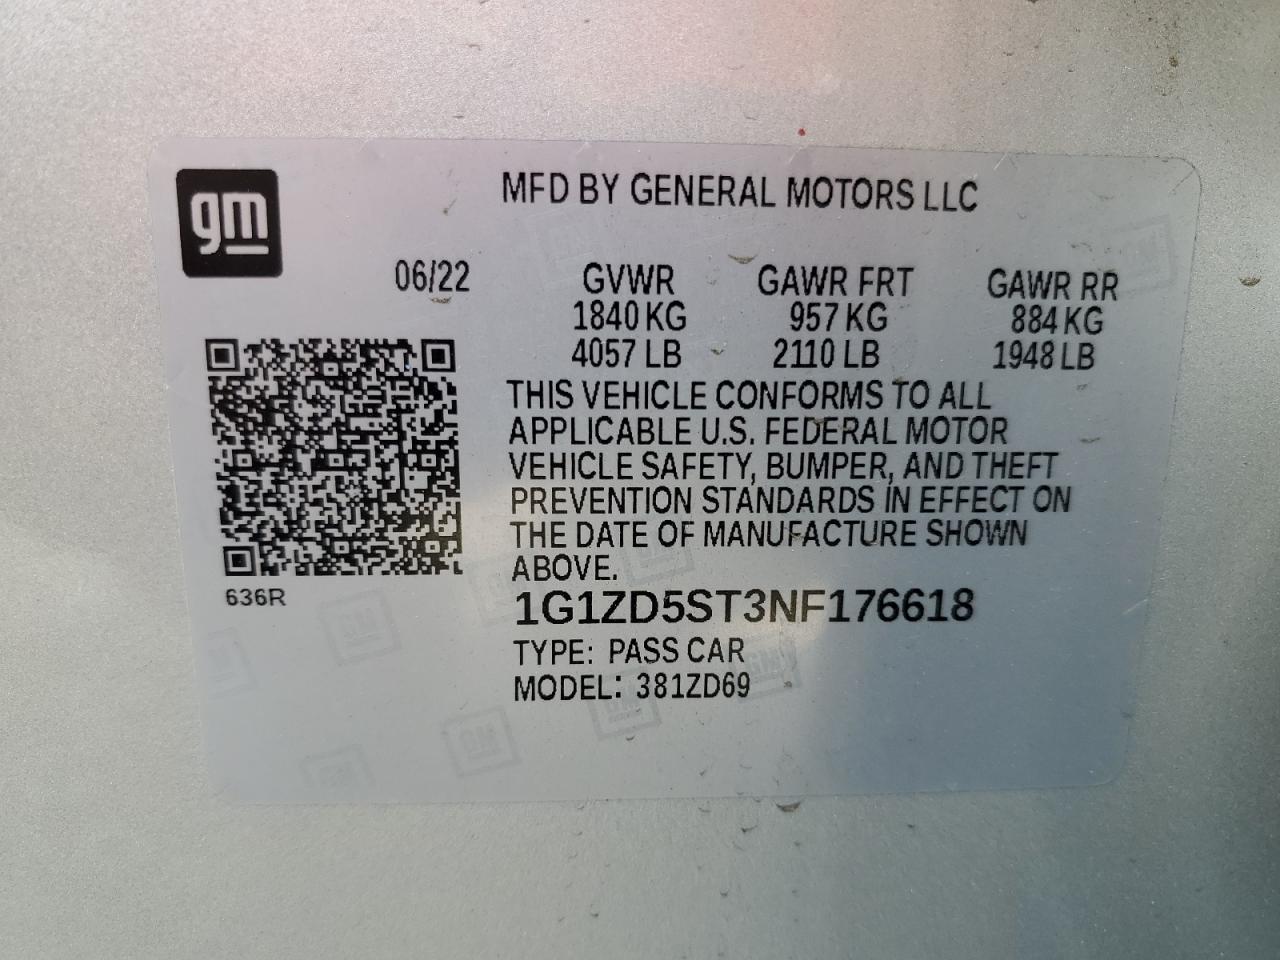 gm
MFD BY GENERAL MOTORS LLC
06/22
GVWR GAWR FRT GAWR RR
1840 KG 957 KG 884 KG
4057 LB 2110 LB 1948 LB
THIS VEHICLE CONFORMS TO ALL
APPLICABLE U.S. FEDERAL MOTOR
VEHICLE SAFETY, BUMPER, AND THEFT
PREVENTION STANDARDS IN EFFECT ON
THE DATE OF MANUFACTURE SHOWN
ABOVE.
636R
1G1ZD5ST3NF176618
TYPE: PASS CAR
MODEL: 381ZD69